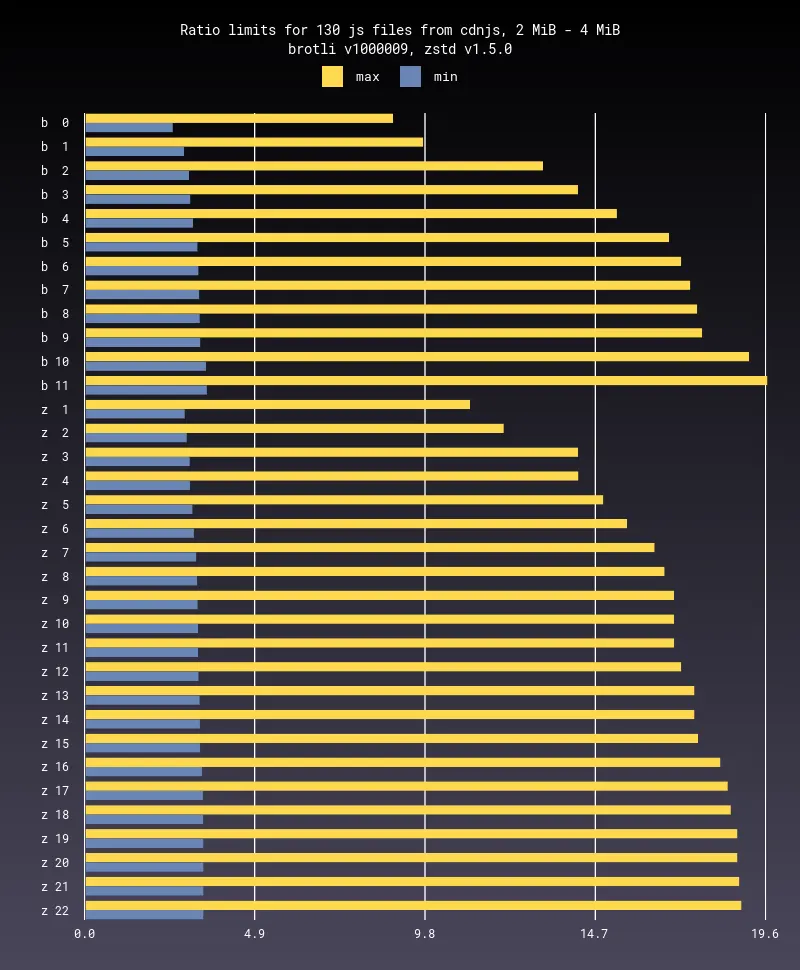 Ratio limits for 130 js files from cdnjs, 2 MiB - 4 MiB
brotli v1000009, zstd v1.5.0
max min
b 0
b 1
b 2
b 3
b 4
b 5
b 6
b 7
b 8
b 9
b 10
b 11
z 1
z 2
z 3
z 4
z 5
z 6
z 7
z 8
z 9
z 10
z 11
z 12
z 13
z 14
z 15
z 16
z 17
z 18
z 19
z 20
z 21
z 22
0.0 4.9 9.8 14.7 19.6